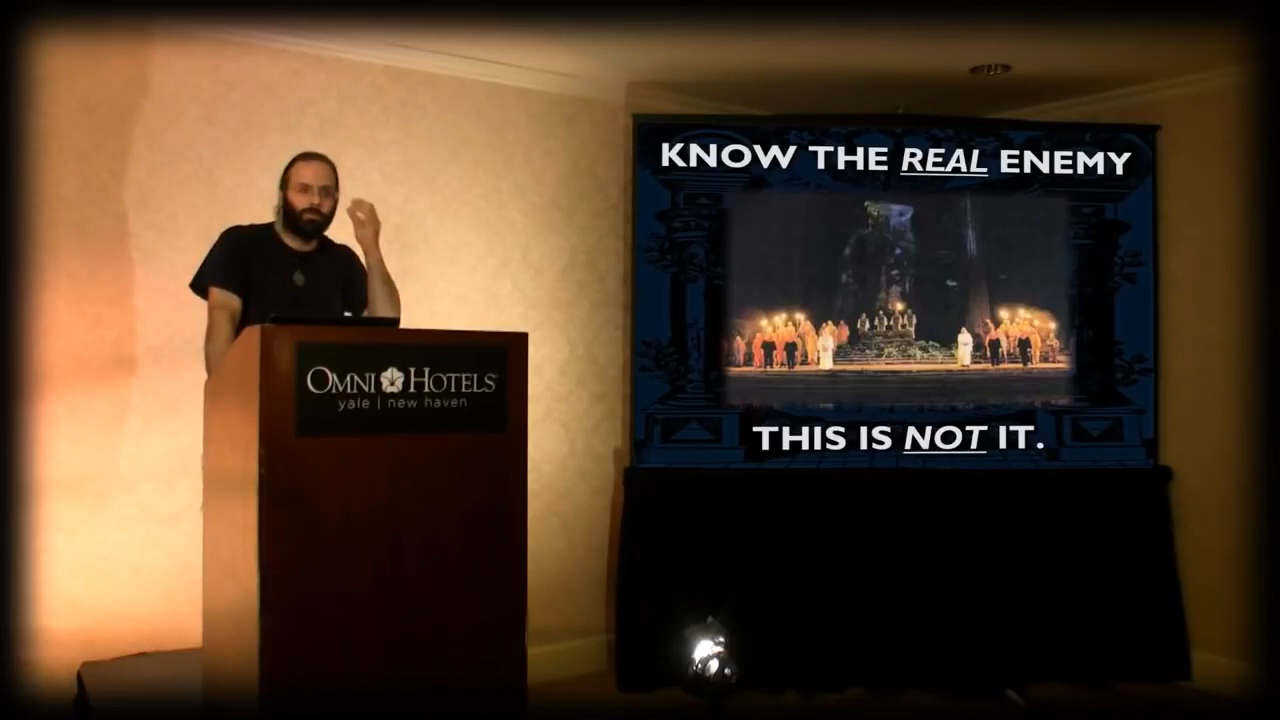 KNOW THE REAL ENEMY
THIS IS NOT IT.
OMNI HOTELS
yale | new haven